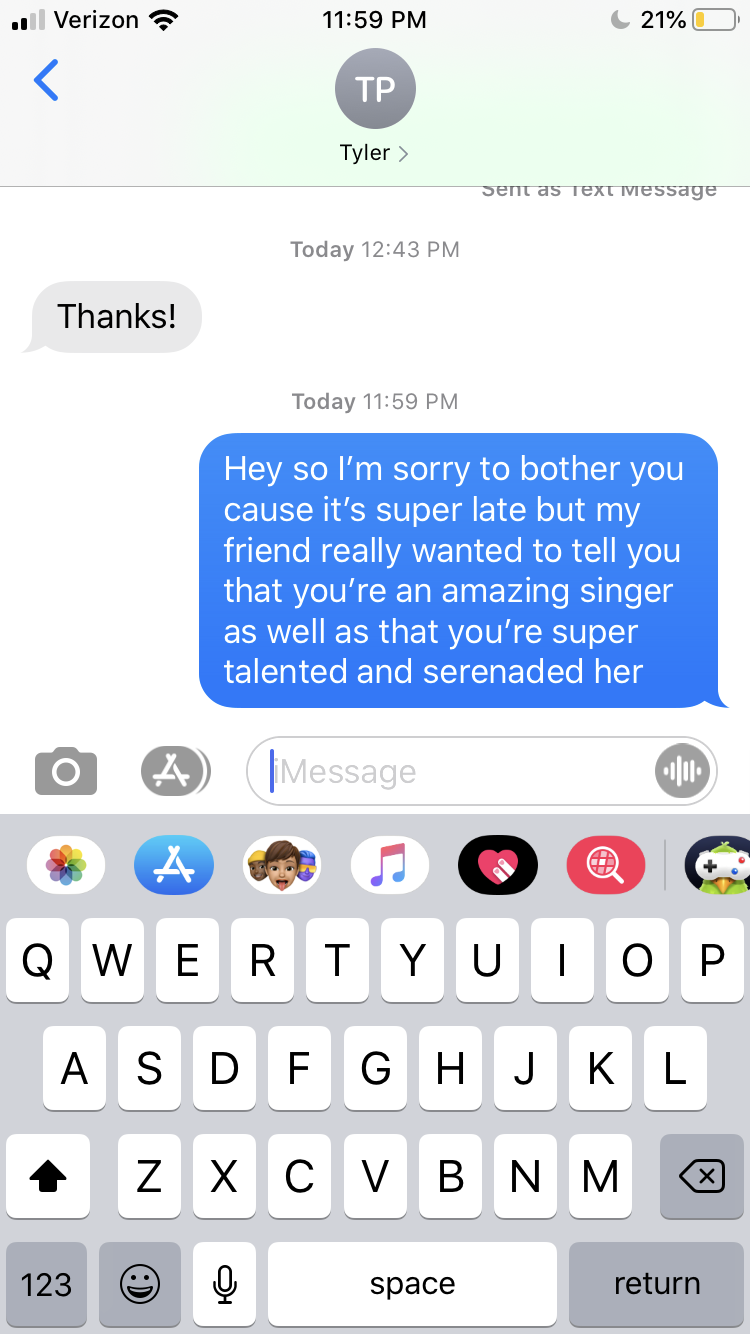 Verizon 11:59 PM 21%
TP
Tyler
Sent as Text Message
Today 12:43 PM
Thanks!
Today 11:59 PM
Hey so I’m sorry to bother you
cause it’s super late but my
friend really wanted to tell you
that you’re an amazing singer
as well as that you’re super
talented and serenaded her
iMessage
Q W E R T Y U I O P
A S D F G H J K L
Z X C V B N M
123 space return